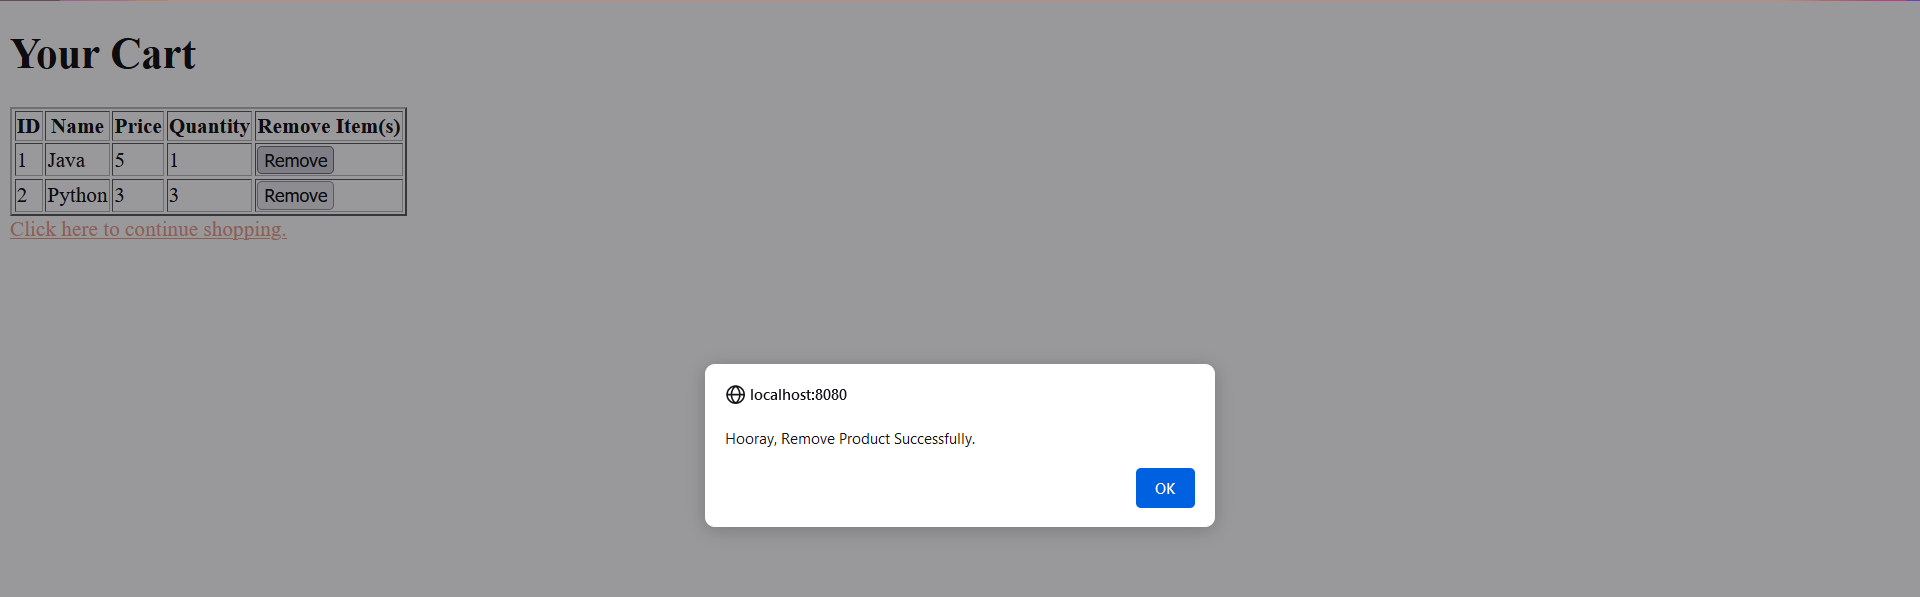 Your Cart
ID Name Price Quantity Remove Item(s)
1 Java 5 1 Remove
2 Python 3 3 Remove
Click here to continue shopping.
localhost:8080
Hooray, Remove Product Successfully.
OK